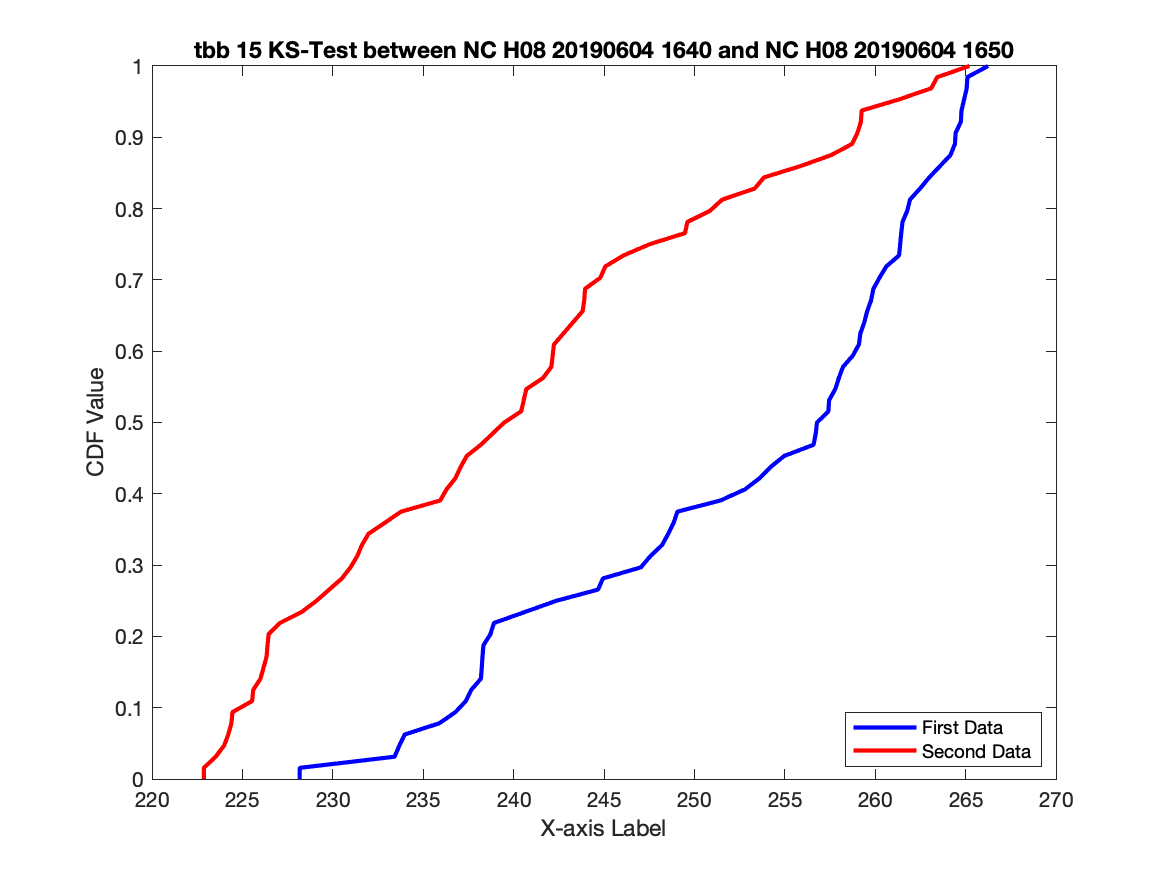 tbb 15 KS-Test between NC H08 20190604 1640 and NC H08 20190604 1650
1
0.9
0.8
0.7
0.6
0.5
0.4
0.3
0.2
0.1
0
CDF Value
220 225 230 235 240 245 250 255 260 265 270
X-axis Label
First Data
Second Data